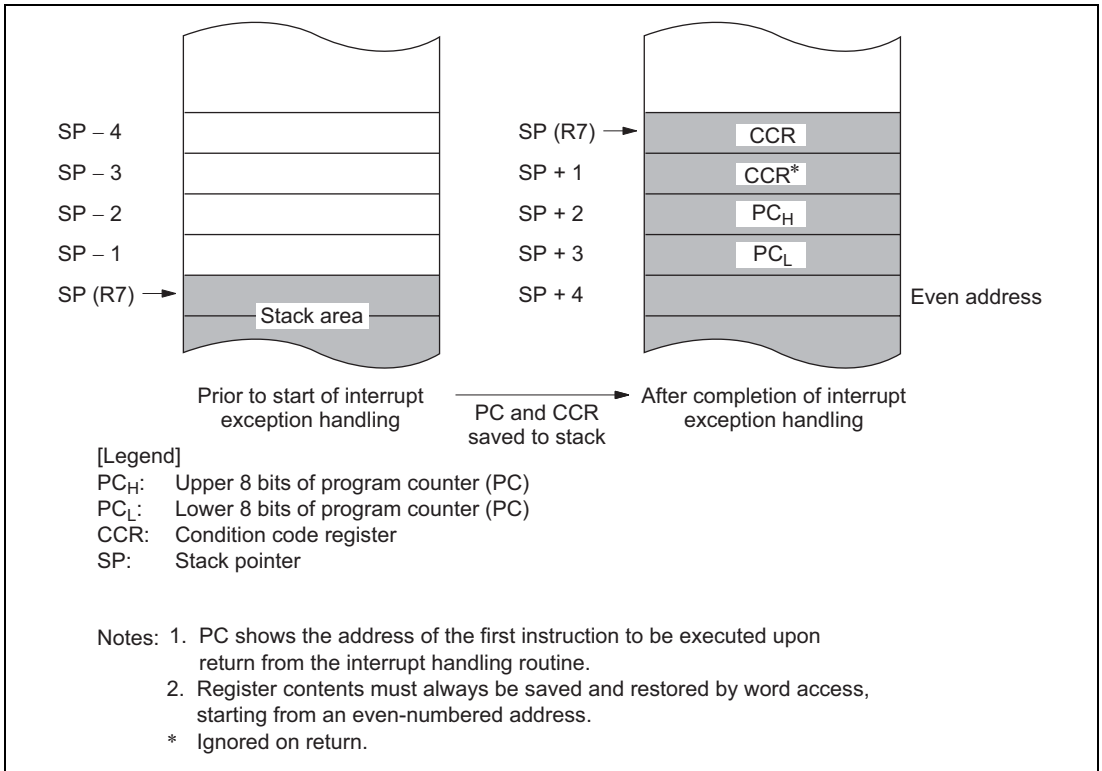 SP – 4
SP – 3
SP – 2
SP – 1
SP (R7)
Stack area
SP (R7)
SP + 1
SP + 2
SP + 3
SP + 4
CCR
CCR*
PCH
PCL
Even address
Prior to start of interrupt
exception handling
PC and CCR
saved to stack
After completion of interrupt
exception handling
[Legend]
PCH: Upper 8 bits of program counter (PC)
PCL: Lower 8 bits of program counter (PC)
CCR: Condition code register
SP: Stack pointer
Notes: 1. PC shows the address of the first instruction to be executed upon
return from the interrupt handling routine.
2. Register contents must always be saved and restored by word access,
starting from an even-numbered address.
* Ignored on return.